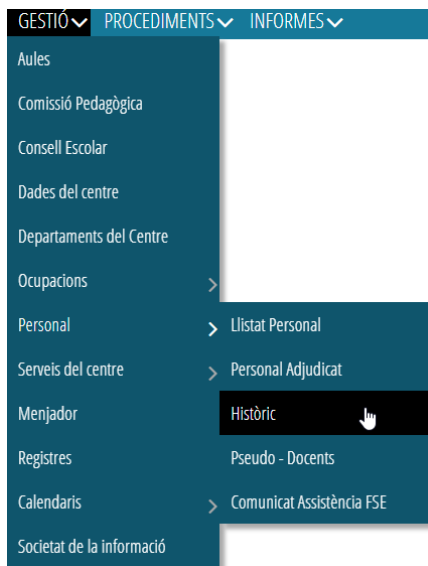 GESTIÓ PROCEDIMENTS INFORMES
Aules
Comissió Pedagògica
Consell Escolar
Dades del centre
Departaments del Centre
Ocupacions
Personal
Llistat Personal
Personal Adjudicat
Històric
Pseudo - Docents
Comunicat Assistència FSE
Serveis del centre
Menjador
Registres
Calendaris
Societat de la informació